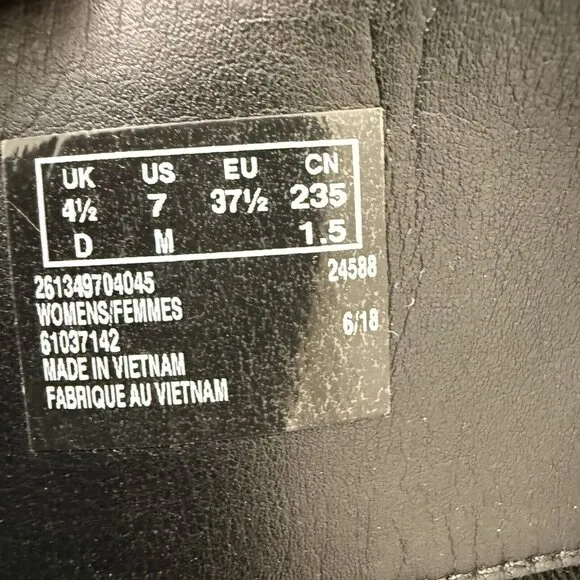 UK US EU CN
4½ 7 37½ 235
D M 1.5
261349704045 24588
WOMENS/FEMMES
61037142 6/18
MADE IN VIETNAM
FABRIQUE AU VIETNAM